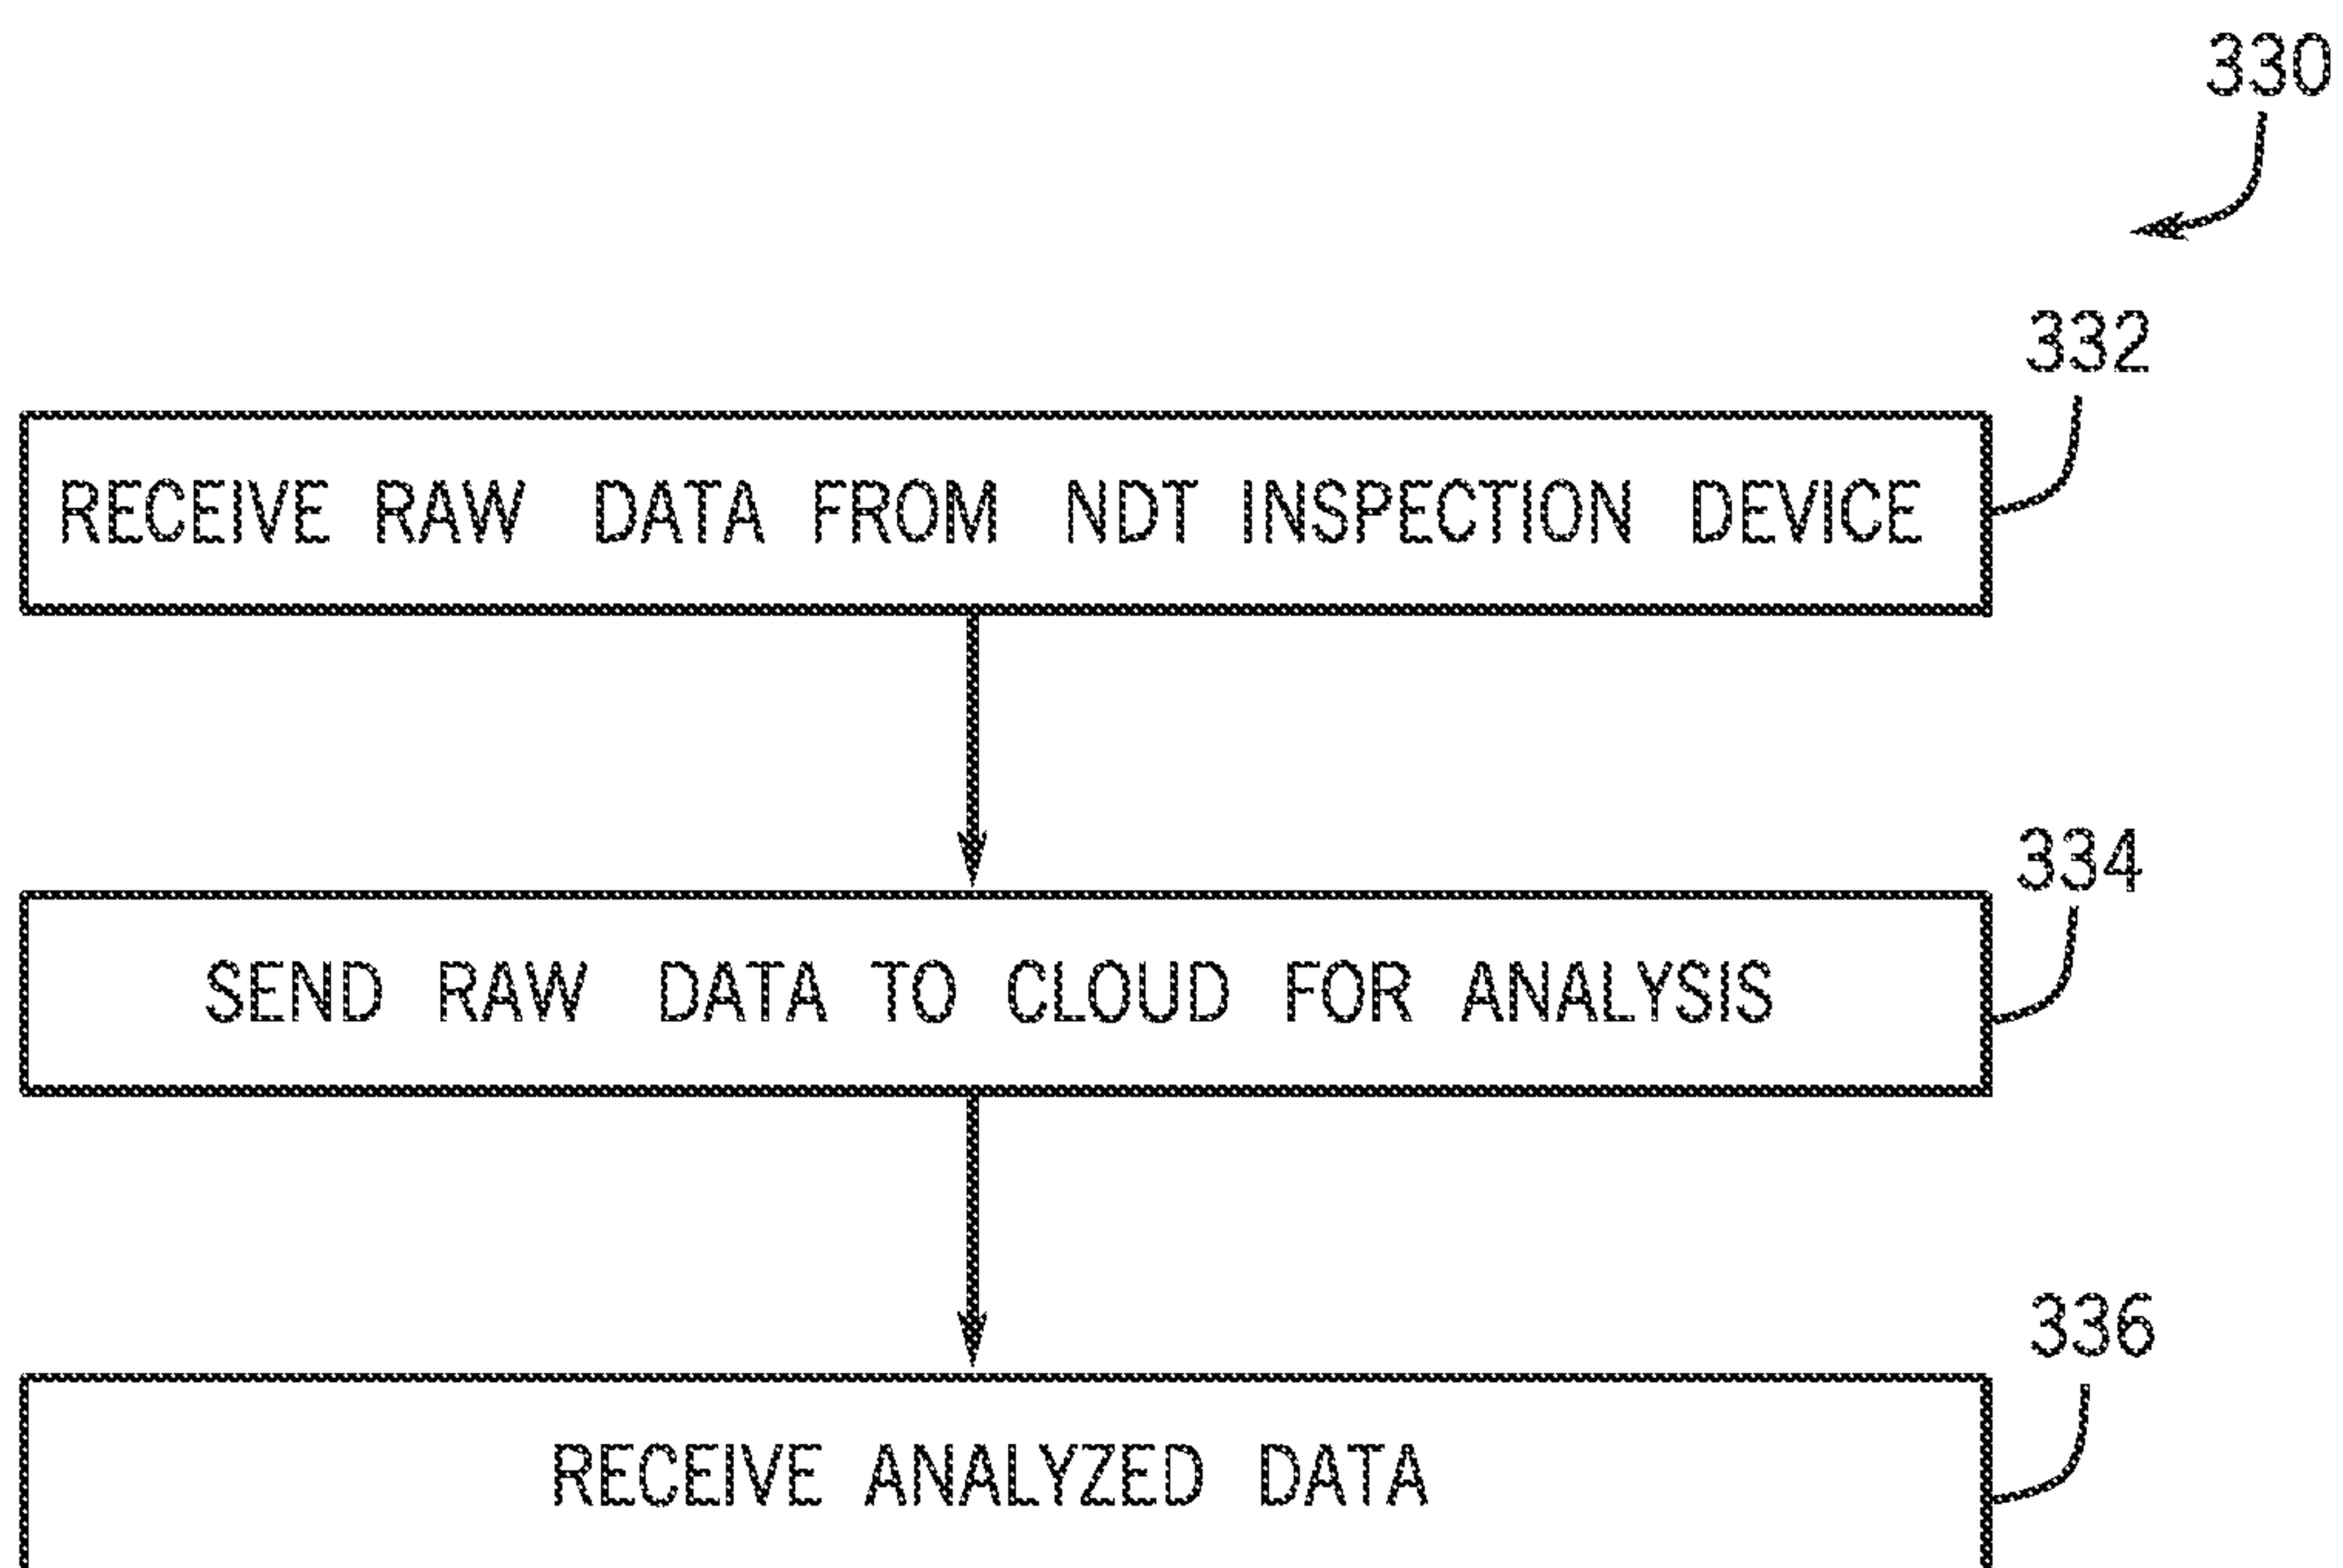 330
332
RECEIVE RAW DATA FROM NDT INSPECTION DEVICE
334
SEND RAW DATA TO CLOUD FOR ANALYSIS
336
RECEIVE ANALYZED DATA